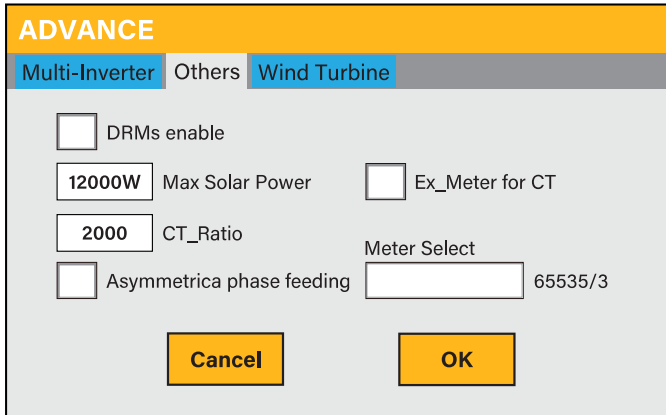 ADVANCE
Multi-Inverter Others Wind Turbine
DRMs enable
12000W Max Solar Power Ex_Meter for CT
2000 CT_Ratio
Meter Select
Asymmetrica phase feeding 65535/3
Cancel OK